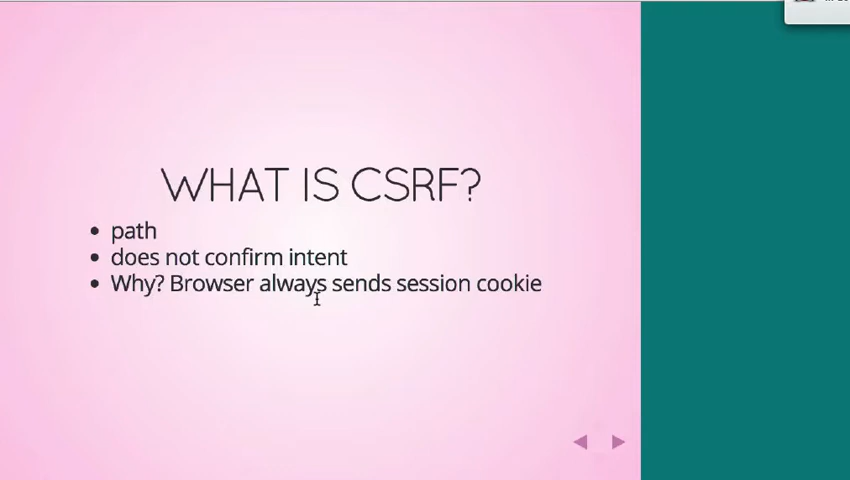 WHAT IS CSRF?
path
does not confirm intent
Why? Browser always sends session cookie